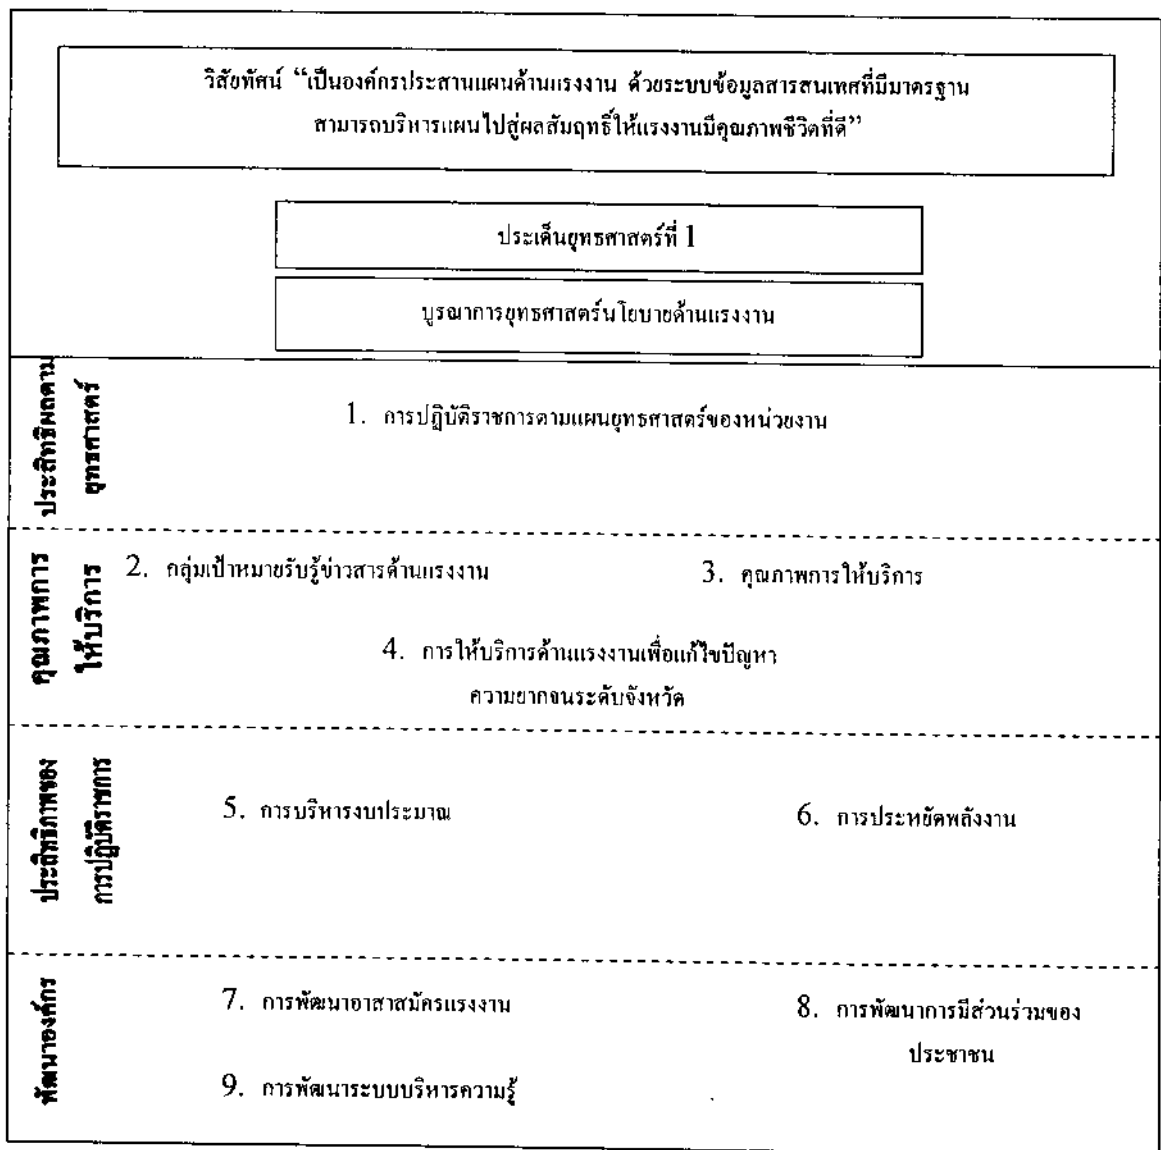 วิสัยทัศน์ “เป็นองค์กรประสานแผนด้านแรงงาน ด้วยระบบข้อมูลสารสนเทศที่มีมาตรฐาน
สามารถบริหารแผนไปสู่ผลสัมฤทธิ์ให้แรงงานมีคุณภาพชีวิตที่ดี”
ประเด็นยุทธศาสตร์ที่ 1
บูรณาการยุทธศาสตร์นโยบายด้านแรงงาน
ประสิทธิผลตาม
ยุทธศาสตร์
1. การปฏิบัติราชการตามแผนยุทธศาสตร์ของหน่วยงาน
คุณภาพการ
ให้บริการ
2. กลุ่มเป้าหมายรับรู้ข่าวสารด้านแรงงาน
3. คุณภาพการให้บริการ
4. การให้บริการด้านแรงงานเพื่อแก้ไขปัญหา
ความยากจนระดับจังหวัด
ประสิทธิภาพของ
การปฏิบัติราชการ
5. การบริหารงบประมาณ
6. การประหยัดพลังงาน
พัฒนาองค์กร
7. การพัฒนาอาสาสมัครแรงงาน
8. การพัฒนาการมีส่วนร่วมของ
ประชาชน
9. การพัฒนาระบบบริหารความรู้